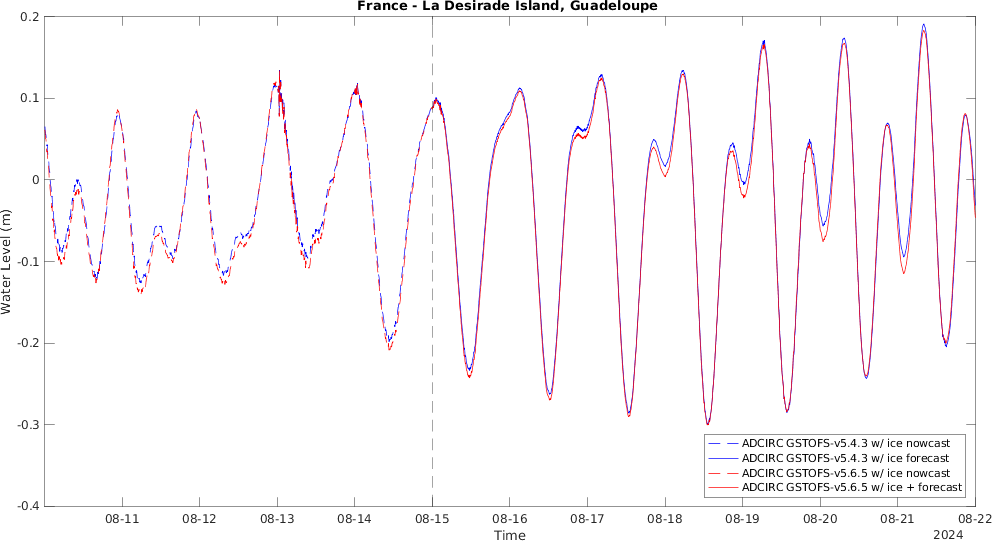 France - La Desirade Island, Guadeloupe
0.2
0.1
0
-0.1
-0.2
-0.3
-0.4
Water Level (m)
ADCIRC GSTOFS-v5.4.3 w/ ice nowcast
ADCIRC GSTOFS-v5.4.3 w/ ice forecast
ADCIRC GSTOFS-v5.6.5 w/ ice nowcast
ADCIRC GSTOFS-v5.6.5 w/ ice + forecast
08-11 08-12 08-13 08-14 08-15 08-16 08-17 08-18 08-19 08-20 08-21 08-22
Time
2024